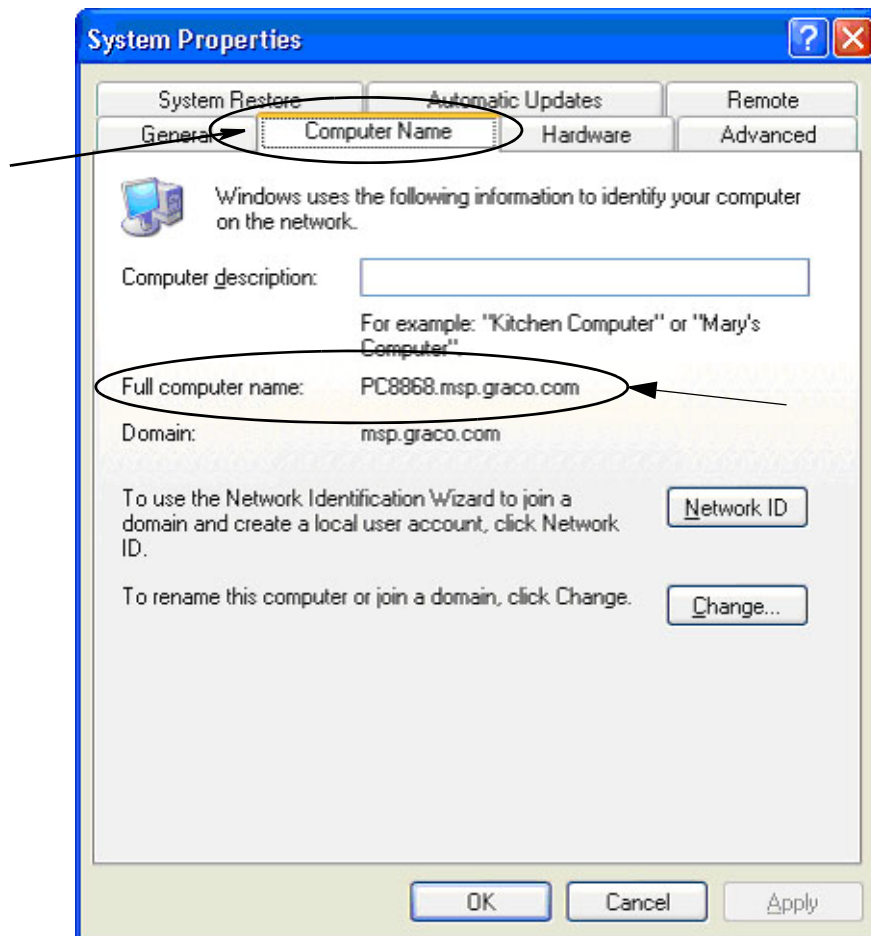 System Properties
System Restore Automatic Updates Remote
General Computer Name Hardware Advanced
Windows uses the following information to identify your computer
on the network.
Computer description:
For example: "Kitchen Computer" or "Mary's
Computer".
Full computer name: PC8868.msp.graco.com
Domain: msp.graco.com
To use the Network Identification Wizard to join a
domain and create a local user account, click Network
ID.
Network ID
To rename this computer or join a domain, click Change.
Change...
OK Cancel Apply